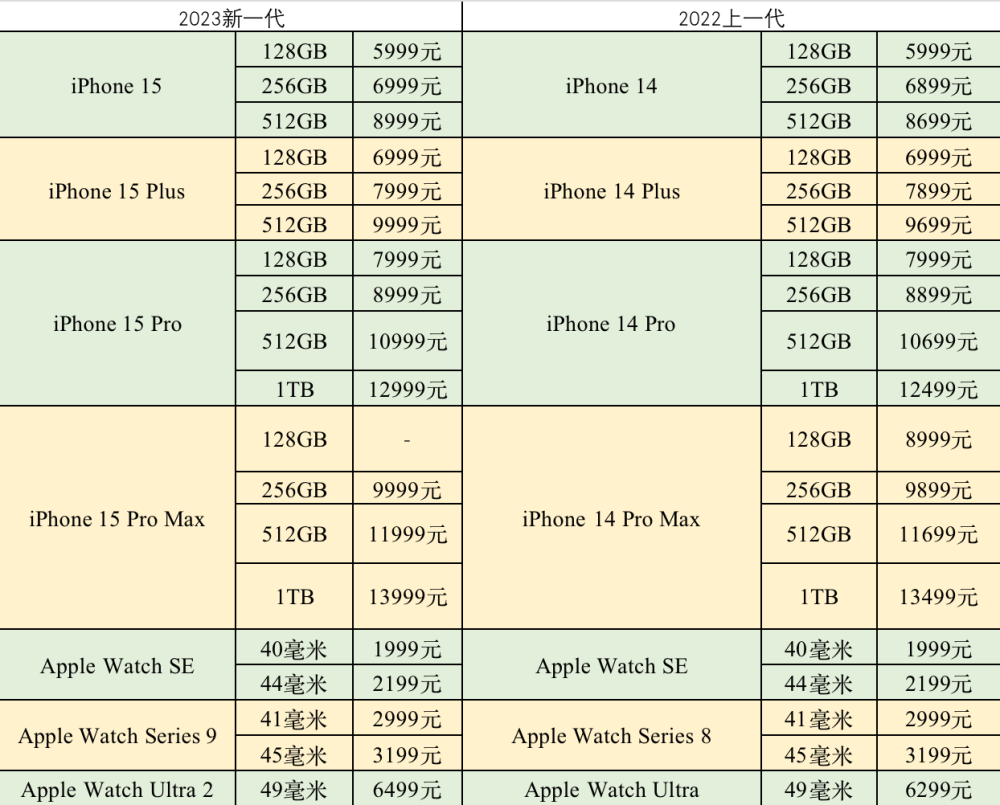 2023新一代 2022上一代
iPhone 15 128GB 5999元 iPhone 14 128GB 5999元
256GB 6999元 256GB 6899元
512GB 8999元 512GB 8699元
iPhone 15 Plus 128GB 6999元 iPhone 14 Plus 128GB 6999元
256GB 7999元 256GB 7899元
512GB 9999元 512GB 9699元
iPhone 15 Pro 128GB 7999元 iPhone 14 Pro 128GB 7999元
256GB 8999元 256GB 8899元
512GB 10999元 512GB 10699元
1TB 12999元 1TB 12499元
iPhone 15 Pro Max 128GB - iPhone 14 Pro Max 128GB 8999元
256GB 9999元 256GB 9899元
512GB 11999元 512GB 11699元
1TB 13999元 1TB 13499元
Apple Watch SE 40毫米 1999元 Apple Watch SE 40毫米 1999元
44毫米 2199元 44毫米 2199元
Apple Watch Series 9 41毫米 2999元 Apple Watch Series 8 41毫米 2999元
45毫米 3199元 45毫米 3199元
Apple Watch Ultra 2 49毫米 6499元 Apple Watch Ultra 49毫米 6299元